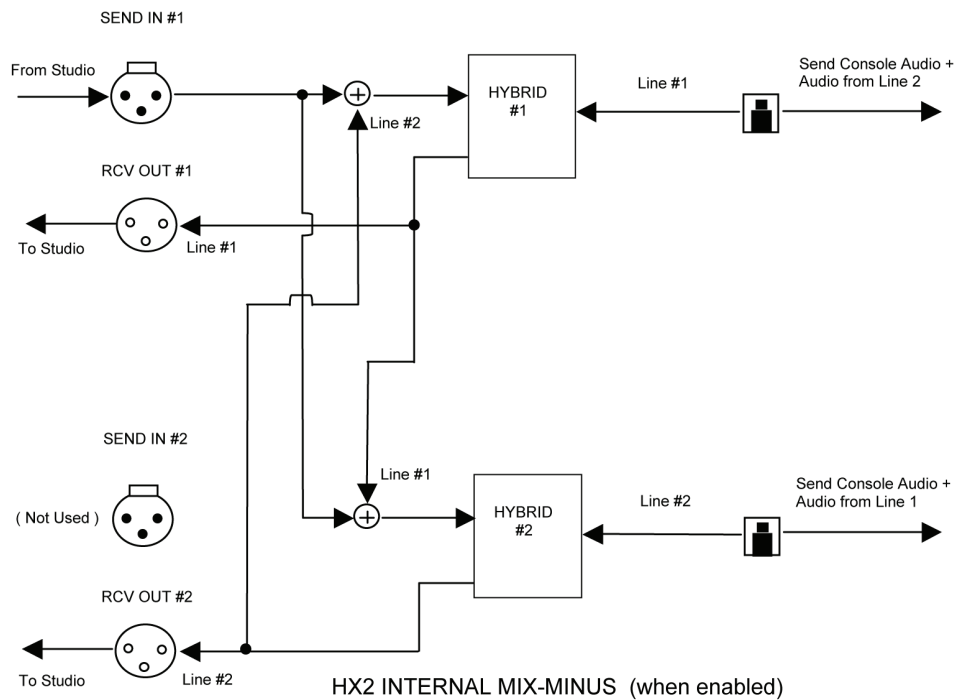 SEND IN #1
From Studio
HYBRID
#1
Line #1
Send Console Audio +
Audio from Line 2
Line #2
RCV OUT #1
To Studio
Line #1
SEND IN #2
( Not Used )
Line #1
HYBRID
#2
Line #2
Send Console Audio +
Audio from Line 1
RCV OUT #2
To Studio
Line #2
HX2 INTERNAL MIX-MINUS (when enabled)